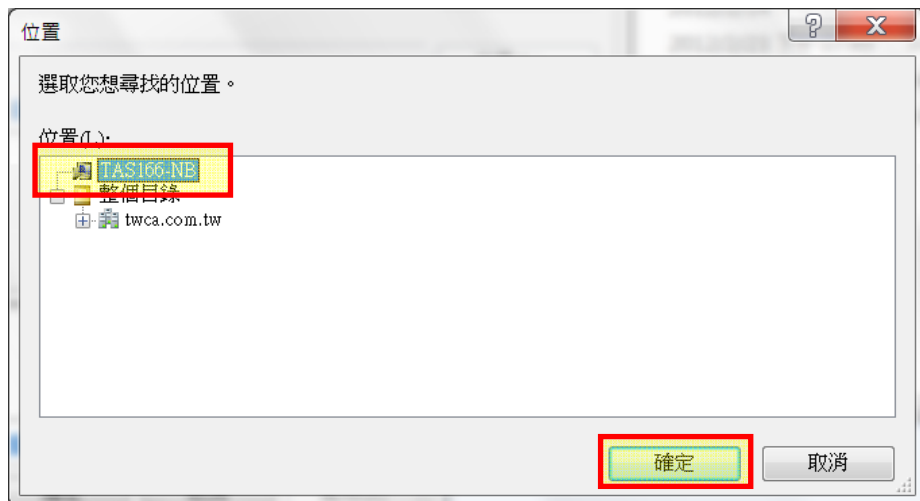 位置
選取您想尋找的位置。
位置(L):
TAS166-NB
整個目錄
twca.com.tw
確定
取消